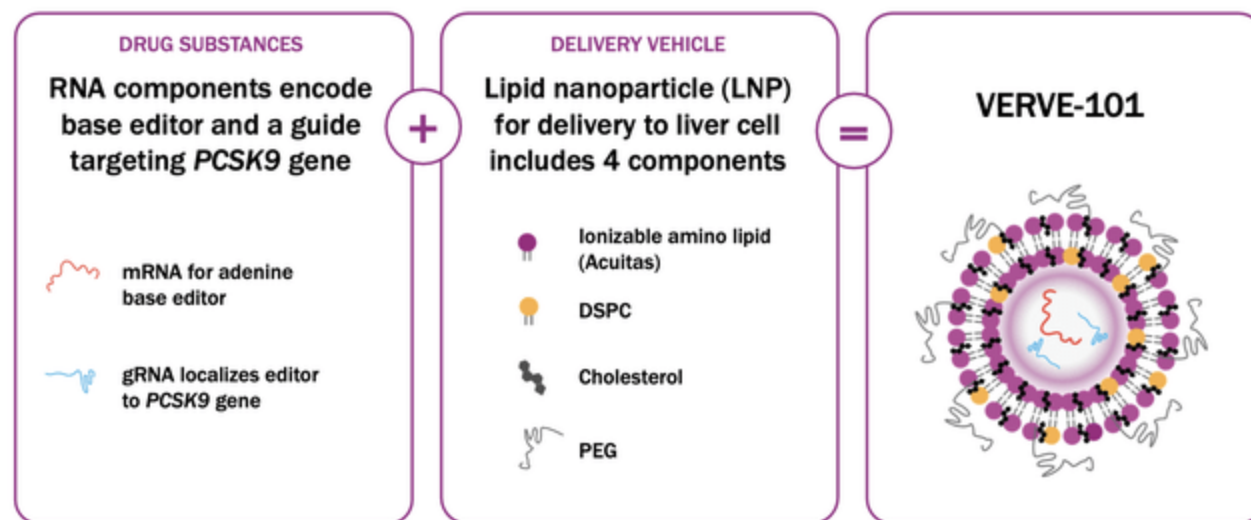 DRUG SUBSTANCES
RNA components encode
base editor and a guide
targeting PCSK9 gene
mRNA for adenine
base editor
gRNA localizes editor
to PCSK9 gene
+
DELIVERY VEHICLE
Lipid nanoparticle (LNP)
for delivery to liver cell
includes 4 components
Ionizable amino lipid
(Acuitas)
DSPC
Cholesterol
PEG
=
VERVE-101